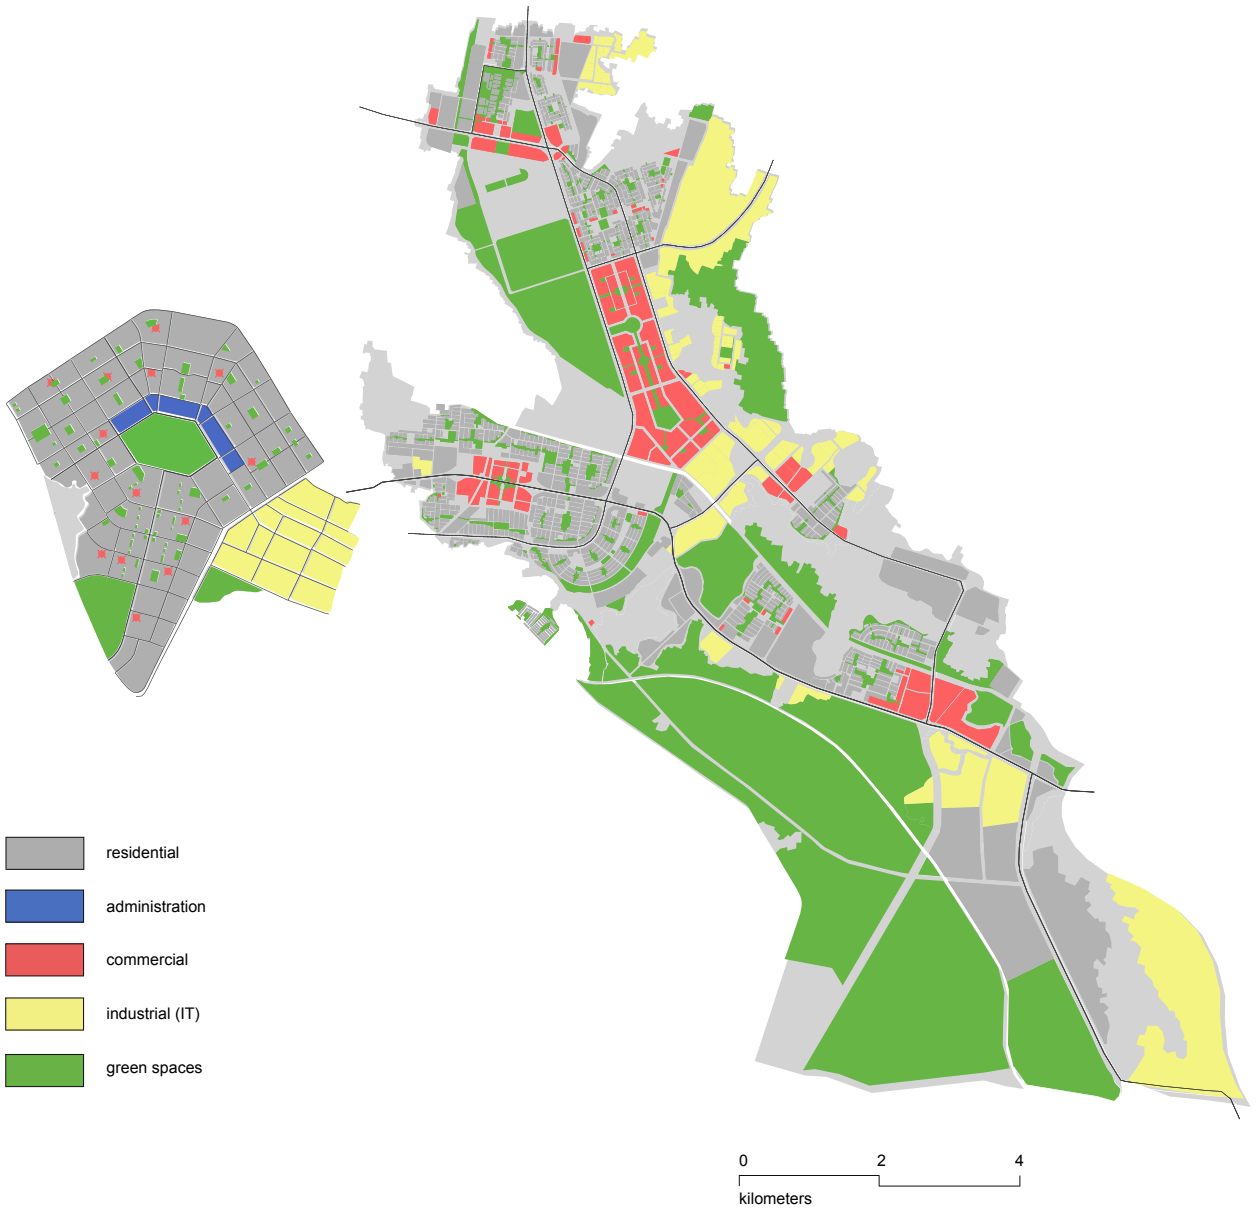 residential
administration
commercial
industrial (IT)
green spaces
0 2 4
kilometers